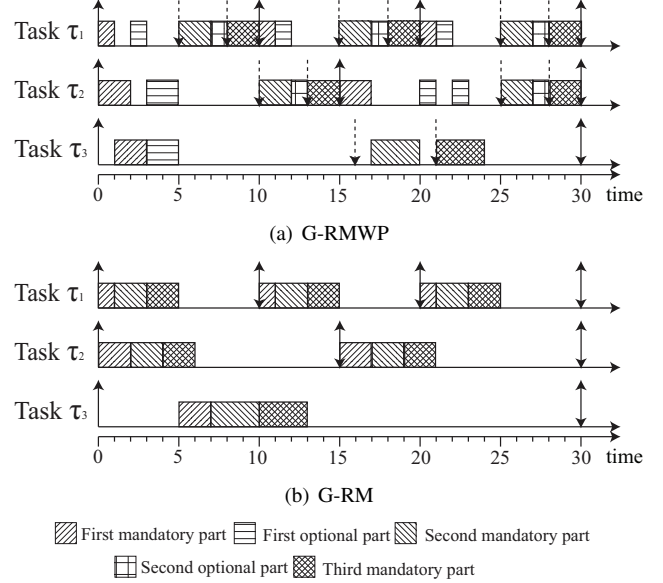 Task τ1
Task τ2
Task τ3
0 5 10 15 20 25 30 time
(a) G-RMWP
Task τ1
Task τ2
Task τ3
0 5 10 15 20 25 30 time
(b) G-RM
First mandatory part First optional part Second mandatory part
Second optional part Third mandatory part